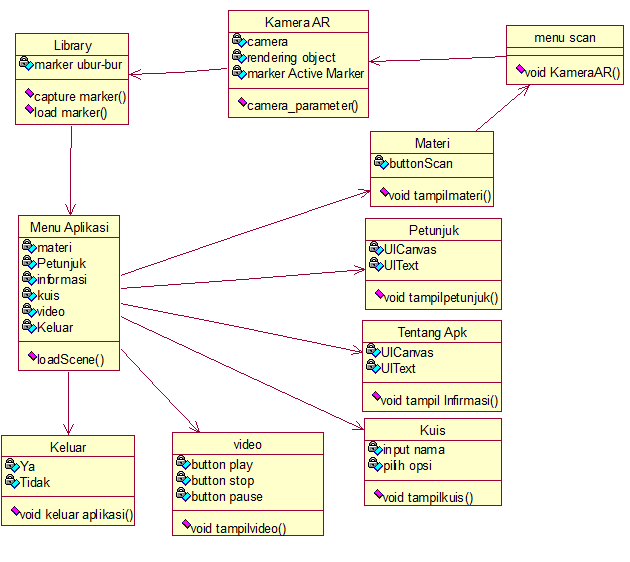 Library
marker ubur-bur
capture marker()
load marker()
Kamera AR
camera
rendering object
marker Active Marker
camera_parameter()
menu scan
void KameraAR()
Materi
buttonScan
void tampilmateri()
Menu Aplikasi
materi
Petunjuk
informasi
kuis
video
Keluar
loadScene()
Petunjuk
UICanvas
UIText
void tampilpetunjuk()
Tentang Apk
UICanvas
UIText
void tampil Infirmasi()
Kuis
input nama
pilih opsi
void tampilkuis()
Keluar
Ya
Tidak
void keluar aplikasi()
video
button play
button stop
button pause
void tampilvideo()